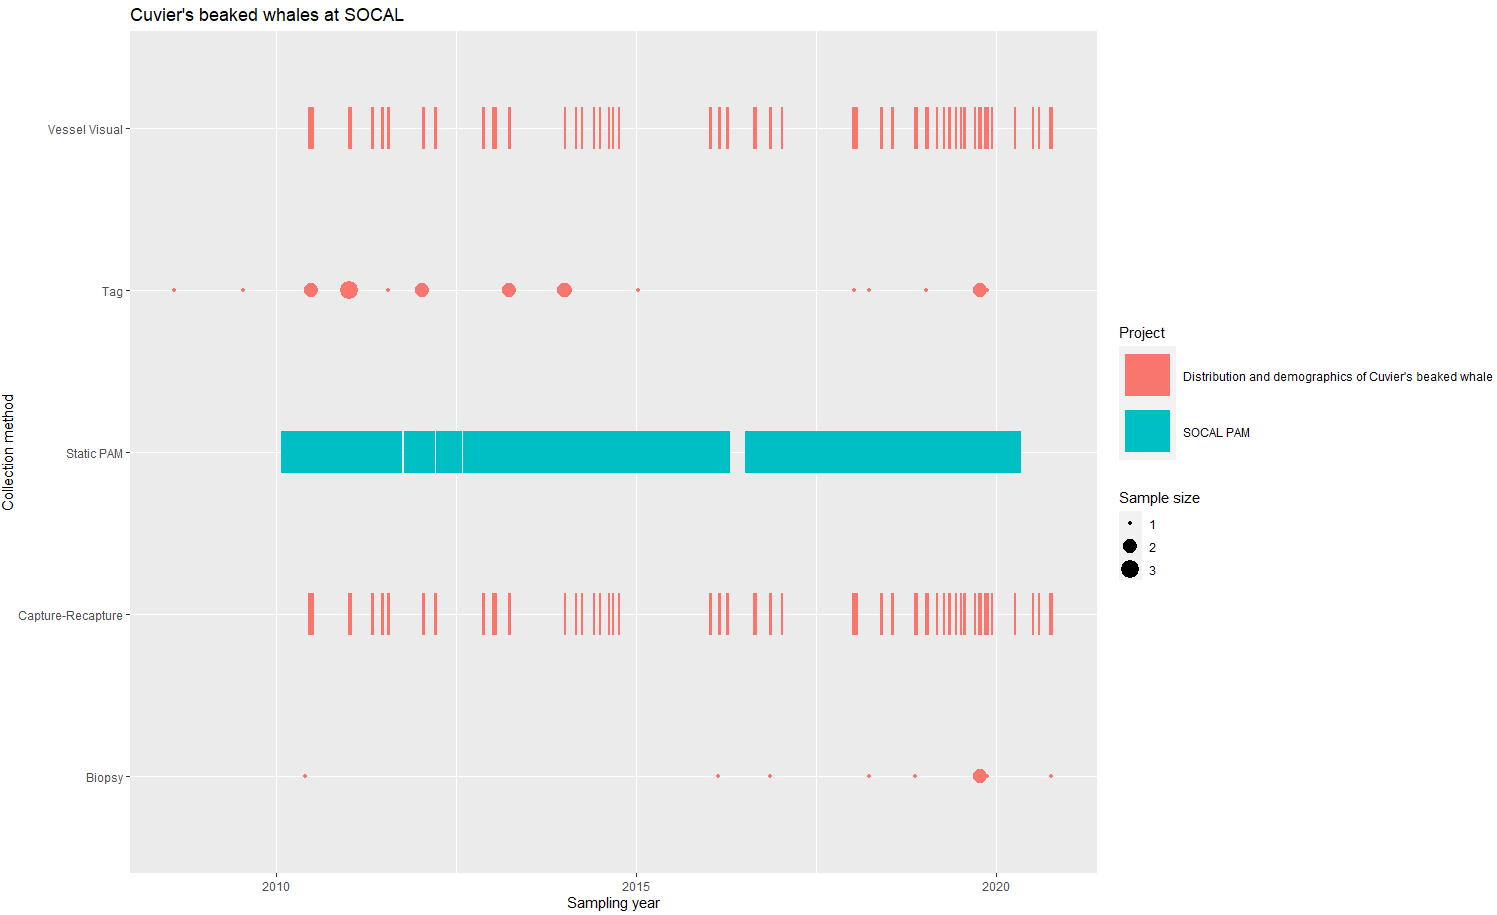 Cuvier's beaked whales at SOCAL
Vessel Visual
Tag
Static PAM
Capture-Recapture
Biopsy
Collection method
2010
2015
2020
Sampling year
Project
Distribution and demographics of Cuvier's beaked whale
SOCAL PAM
Sample size
1
2
3